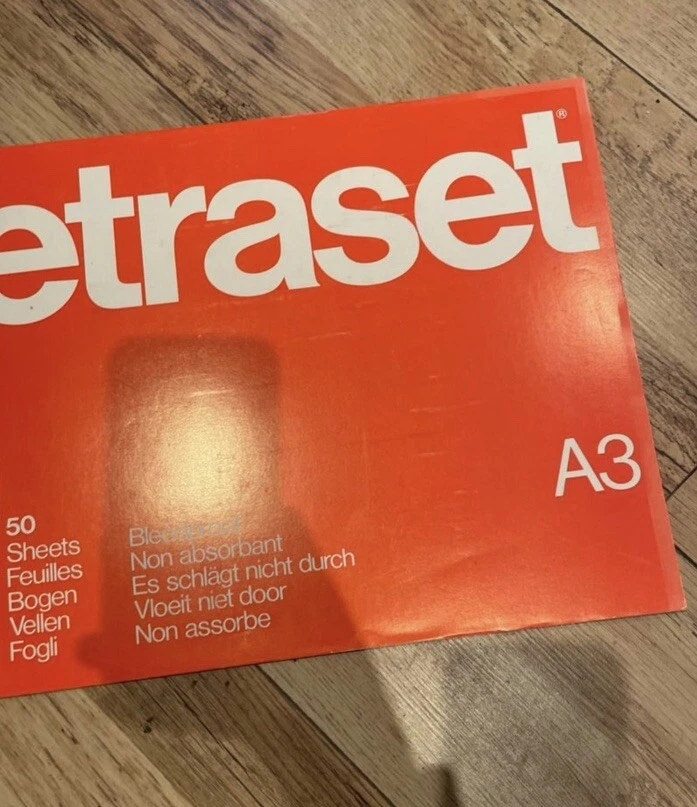 etraset®
A3
50
Sheets
Feuilles
Bogen
Vellen
Fogli
Bleedproof
Non absorbant
Es schlägt nicht durch
Vloeit niet door
Non assorbe